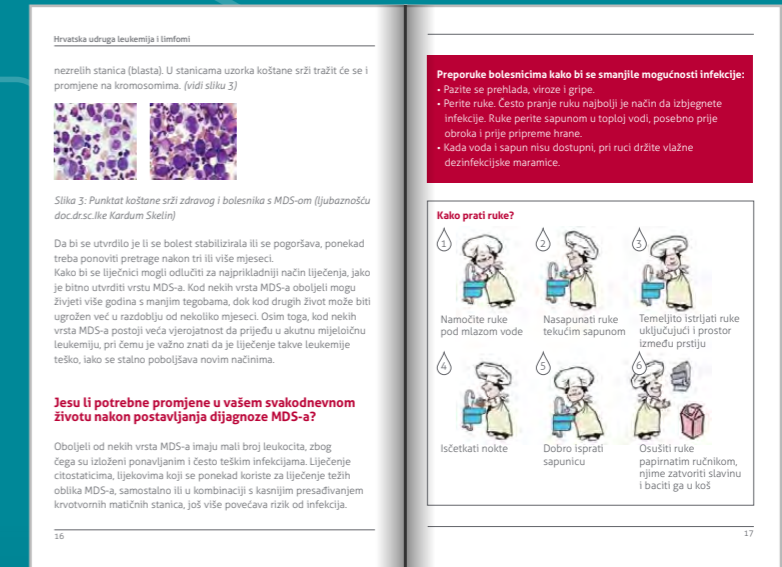 Hrvatska udruga leukemija i limfomi
nezrelih stanica (blasta). U stanicama uzorka koštane srži tražit će se i
promjene na kromosomima. (vidi sliku 3)
Slika 3: Punktat koštane srži zdravog i bolesnika s MDS-om (ljubaznošću
doc.dr.sc.Ike Kardum Skelin)
Da bi se utvrdilo je li se bolest stabilizirala ili se pogoršava, ponekad
treba ponoviti pretrage nakon tri ili više mjeseci.
Kako bi se liječnici mogli odlučiti za najprikladniji način liječenja, jako
je bitno utvrditi vrstu MDS-a. Kod nekih vrsta MDS-a oboljeli mogu
živjeti više godina s manjim tegobama, dok kod drugih život može biti
ugrožen već u razdoblju od nekoliko mjeseci. Osim toga, kod nekih
vrsta MDS-a postoji veća vjerojatnost da prijeđu u akutnu mijeloičnu
leukemiju, pri čemu je važno znati da je liječenje takve leukemije
teško, iako se stalno poboljšava novim načinima.
Jesu li potrebne promjene u vašem svakodnevnom
životu nakon postavljanja dijagnoze MDS-a?
Oboljeli od nekih vrsta MDS-a imaju mali broj leukocita, zbog
čega su izloženi ponavljanim i često teškim infekcijama. Liječenje
citostaticima, lijekovima koji se ponekad koriste za liječenje težih
oblika MDS-a, samostalno ili u kombinaciji s kasnijim presađivanjem
krvotvornih matičnih stanica, još više povećava rizik od infekcija.
16
Preporuke bolesnicima kako bi se smanjile mogućnosti infekcije:
• Pazite se prehlada, viroze i gripe.
• Perite ruke. Često pranje ruku najbolji je način da izbjegnete
infekcije. Ruke perite sapunom u toploj vodi, posebno prije
obroka i prije pripreme hrane.
• Kada voda i sapun nisu dostupni, pri ruci držite vlažne
dezinfekcijske maramice.
Kako prati ruke?
1
Namočite ruke
pod mlazom vode
2
Nasapunati ruke
tekućim sapunom
3
Temeljito istrljati ruke
uključujući i prostor
između prstiju
4
Isčetkati nokte
5
Dobro isprati
sapunicu
6
Osušiti ruke
papirnatim ručnikom,
njime zatvoriti slavinu
i baciti ga u koš
17